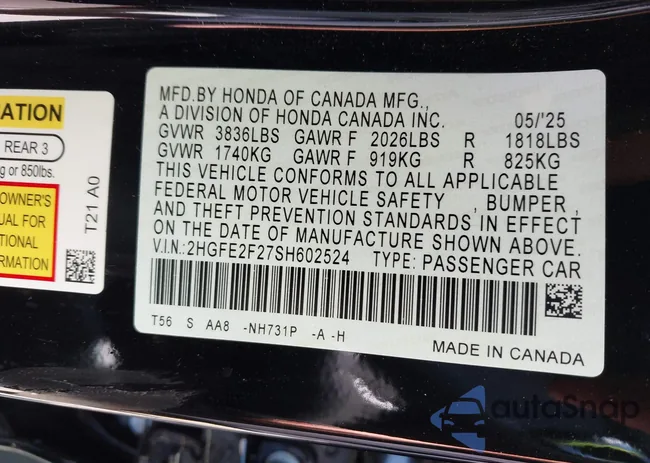 ATION
REAR 3
g or 850lbs.
OWNER'S
UAL FOR
TIONAL
FORMATION
T21 A0
MFD.BY HONDA OF CANADA MFG.,
A DIVISION OF HONDA CANADA INC. 05/'25
GVWR 3836LBS GAWR F 2026LBS R 1818LBS
GVWR 1740KG GAWR F 919KG R 825KG
THIS VEHICLE CONFORMS TO ALL APPLICABLE
FEDERAL MOTOR VEHICLE SAFETY , BUMPER,
AND THEFT PREVENTION STANDARDS IN EFFECT
ON THE DATE OF MANUFACTURE SHOWN ABOVE.
V.I.N.:2HGFE2F27SH602524 TYPE: PASSENGER CAR
T56 S AA8 -NH731P -A -H
MADE IN CANADA
autoSnap